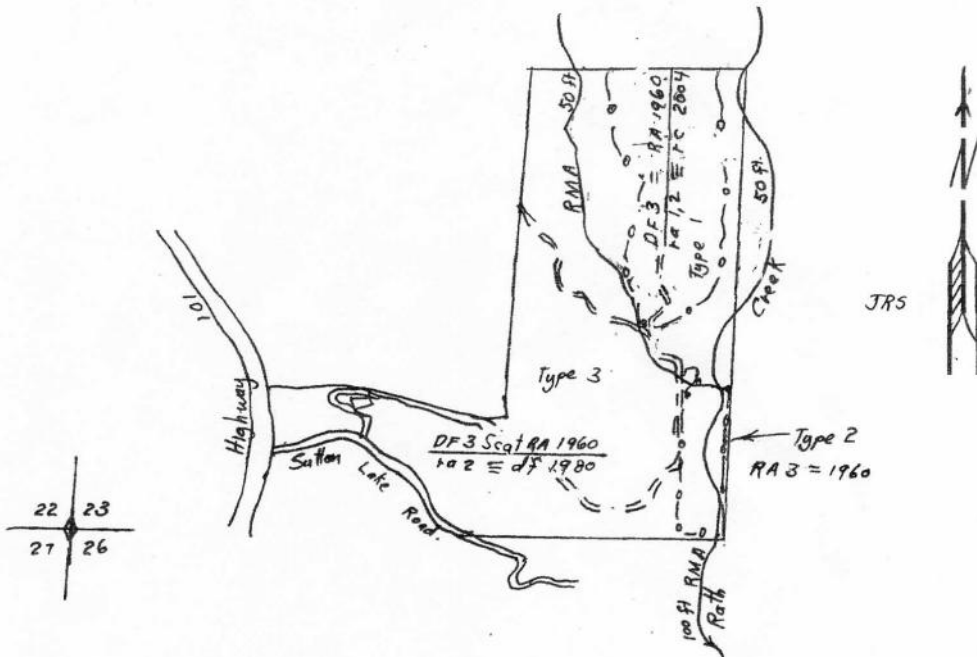 50 ft
RMA
DF 3 = RA 1960
ra 1,2 ≡ rc 2004
Type 1
50 ft.
Creek
JRS
101
Highway
Type 3
DF 3 Scat RA 1960
ra 2 ≡ df 1980
Type 2
RA 3 = 1960
Sutton
Lake
Road.
22 23
27 26
100 ft RMA
Rath